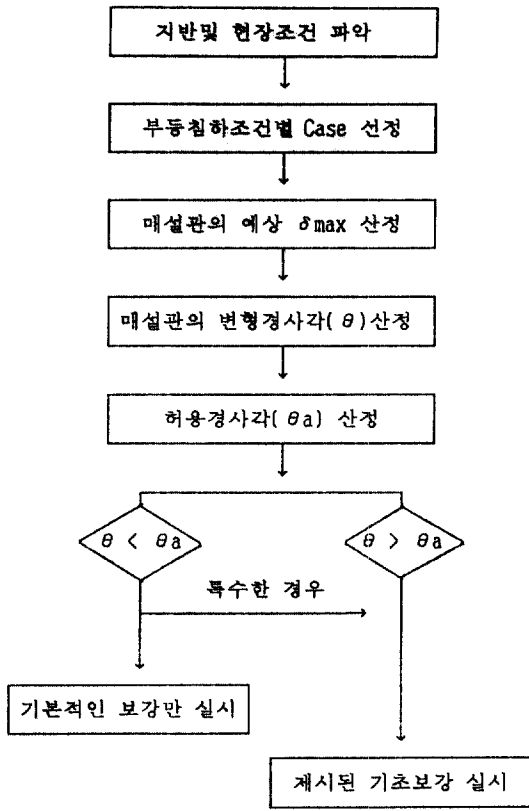 지반및 현장조건 파악
부등침하조건별 Case 선정
매설관의 예상 δmax 산정
매설관의 변형경사각(θ)산정
허용경사각(θa) 산정
θ < θa
θ > θa
특수한 경우
기본적인 보강만 실시
제시된 기초보강 실시